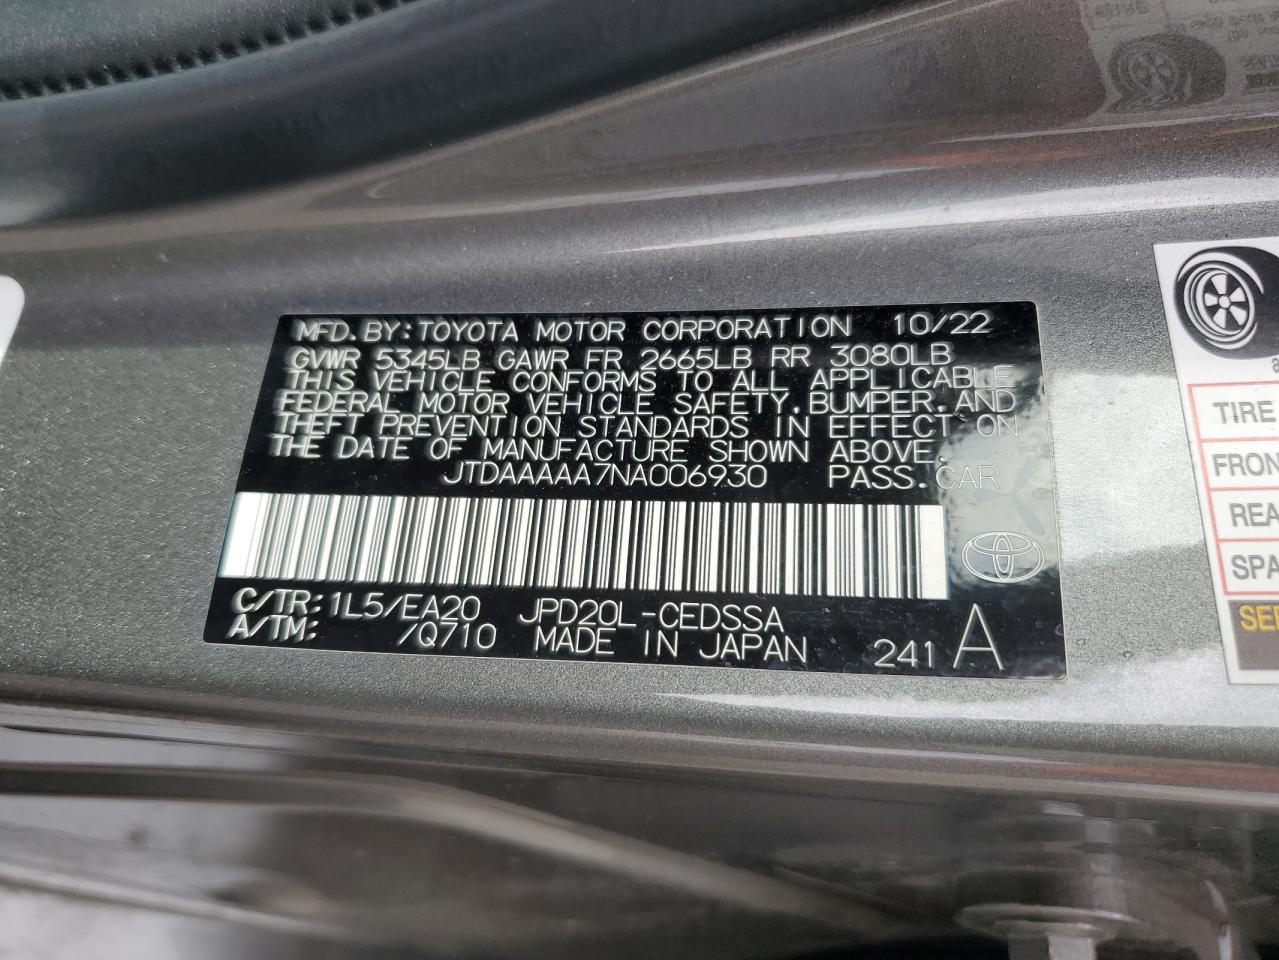 MFD.BY:TOYOTA MOTOR CORPORATION 10/22
GVWR 5345LB GAWR FR 2665LB RR 3080LB
THIS VEHICLE CONFORMS TO ALL APPLICABLE
FEDERAL MOTOR VEHICLE SAFETY,BUMPER,AND
THEFT PREVENTION STANDARDS IN EFFECT ON
THE DATE OF MANUFACTURE SHOWN ABOVE.
JTDAAAAA7NA006930 PASS.CAR
C/TR:1L5/EA20 JPD20L-CEDSSA
A/TM: /Q710 MADE IN JAPAN 241 A
TIRE
FRON
REA
SPA
SEE